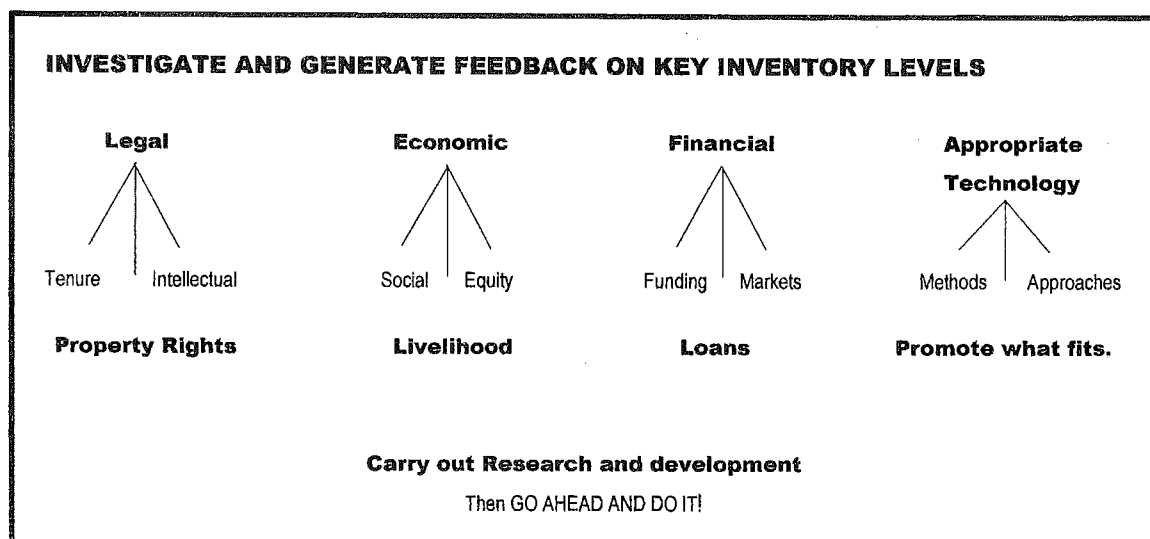 INVESTIGATE AND GENERATE FEEDBACK ON KEY INVENTORY LEVELS
Legal Economic Financial Appropriate
Technology
Tenure Intellectual Social Equity Funding Markets Methods Approaches
Property Rights Livelihood Loans Promote what fits.
Carry out Research and development
Then GO AHEAD AND DO IT!